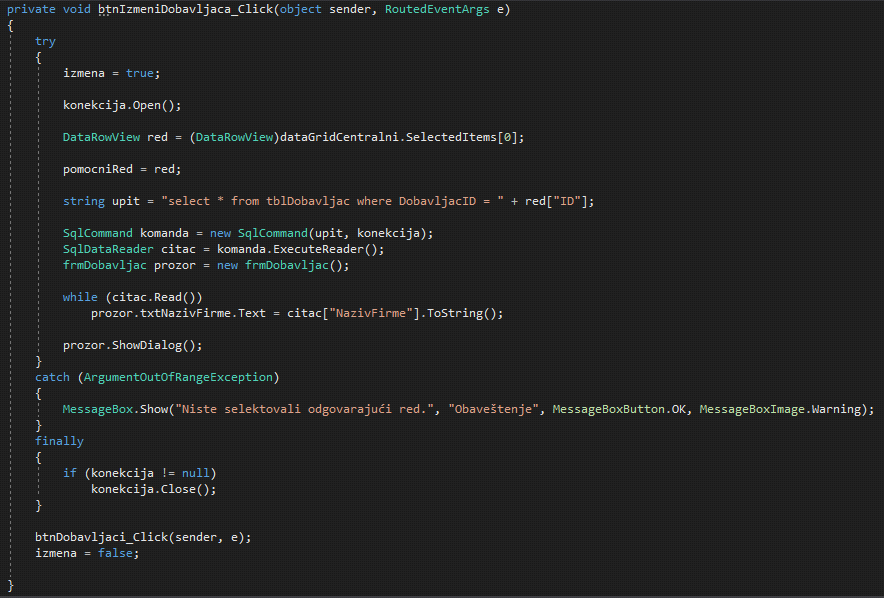 private void btnIzmeniDobavljaca_Click(object sender, RoutedEventArgs e)
{
try
{
izmena = true;
konekcija.Open();
DataRowView red = (DataRowView)dataGridCentralni.SelectedItems[0];
pomocniRed = red;
string upit = "select * from tblDobavljac where DobavljacID = " + red["ID"];
SqlCommand komanda = new SqlCommand(upit, konekcija);
SqlDataReader citac = komanda.ExecuteReader();
frmDobavljac prozor = new frmDobavljac();
while (citac.Read())
prozor.txtNazivFirme.Text = citac["NazivFirme"].ToString();
prozor.ShowDialog();
}
catch (ArgumentOutOfRangeException)
{
MessageBox.Show("Niste selektovali odgovarajući red.", "Obaveštenje", MessageBoxButton.OK, MessageBoxImage.Warning);
}
finally
{
if (konekcija != null)
konekcija.Close();
}
btnDobavljaci_Click(sender, e);
izmena = false;
}